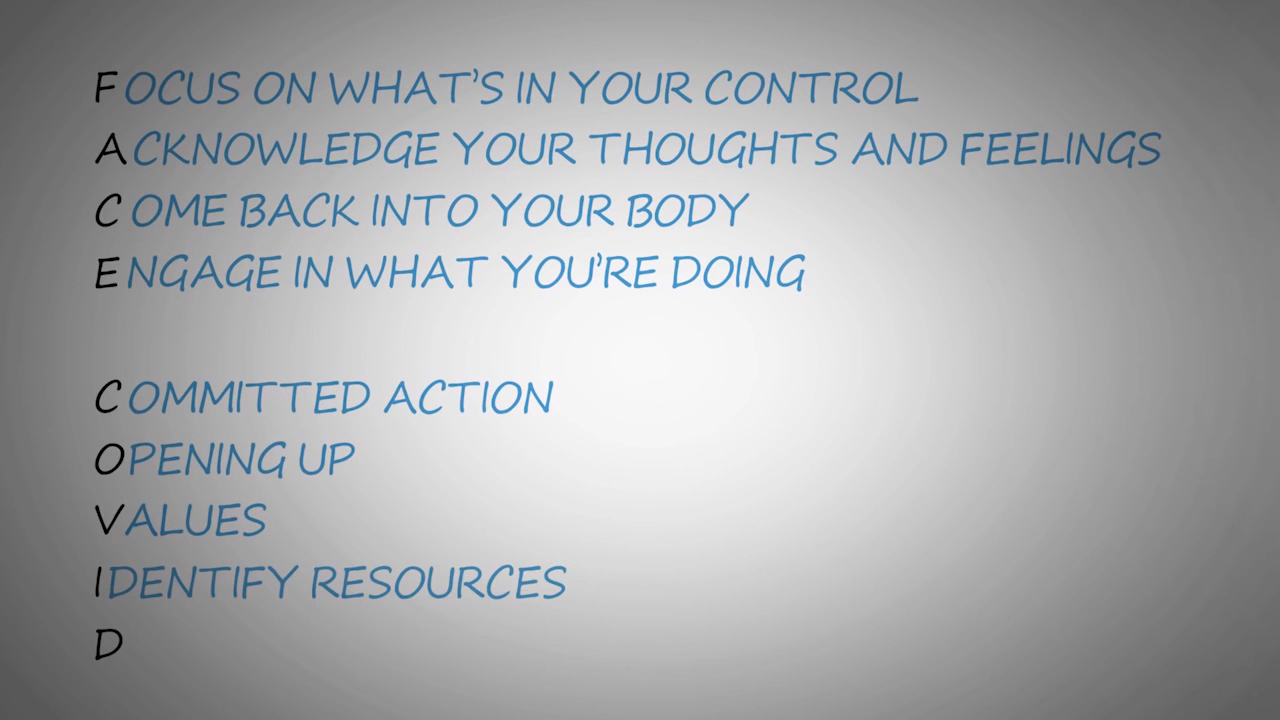 FOCUS ON WHAT'S IN YOUR CONTROL
ACKNOWLEDGE YOUR THOUGHTS AND FEELINGS
COME BACK INTO YOUR BODY
ENGAGE IN WHAT YOU'RE DOING
COMMITTED ACTION
OPENING UP
VALUES
IDENTIFY RESOURCES
D